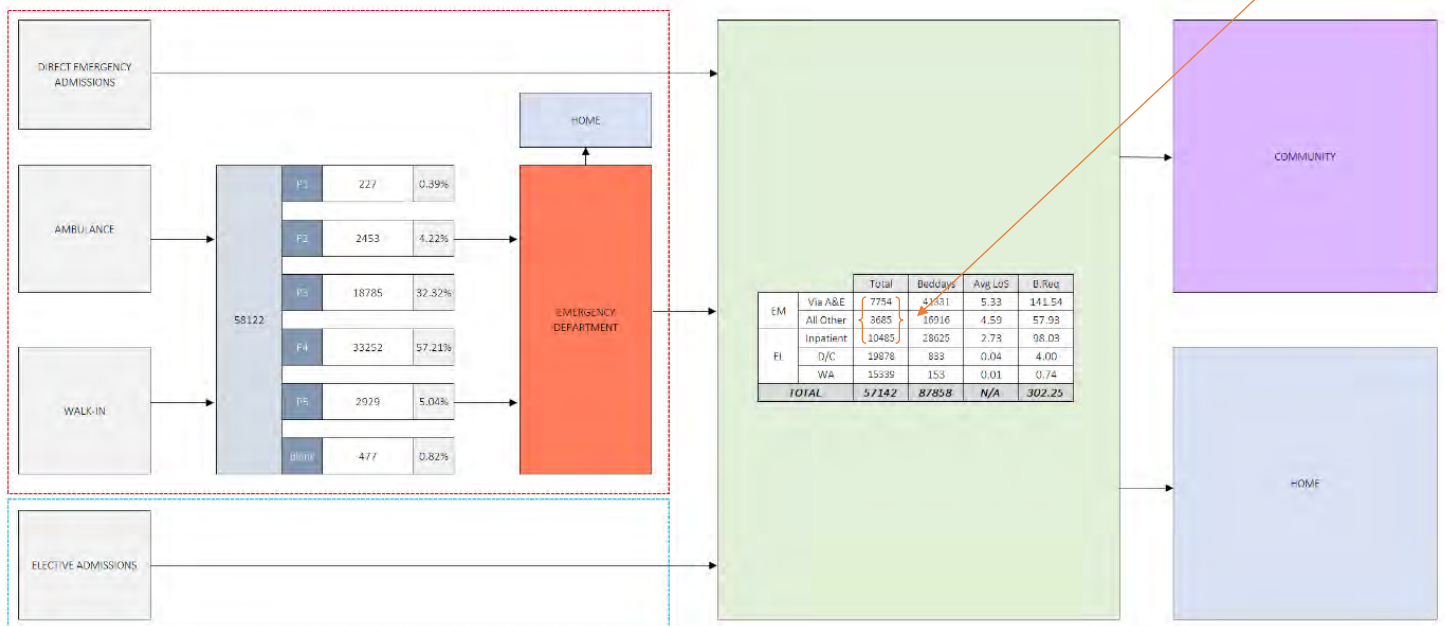 DIRECT EMERGENCY
ADMISSIONS
HOME
AMBULANCE
WALK-IN
58122
P1 227 0.39%
P2 2453 4.22%
P3 18785 32.32%
P4 33252 57.21%
P5 2929 5.04%
Blank 477 0.82%
EMERGENCY
DEPARTMENT
ELECTIVE ADMISSIONS
Total Beddays Avg LoS B.Req
EM Via A&E 7754 41331 5.33 141.54
All Other 3685 16916 4.59 57.93
EL Inpatient 10485 28625 2.73 98.03
D/C 19878 833 0.04 4.00
WA 15339 153 0.01 0.74
TOTAL 57142 87858 N/A 302.25
COMMUNITY
HOME